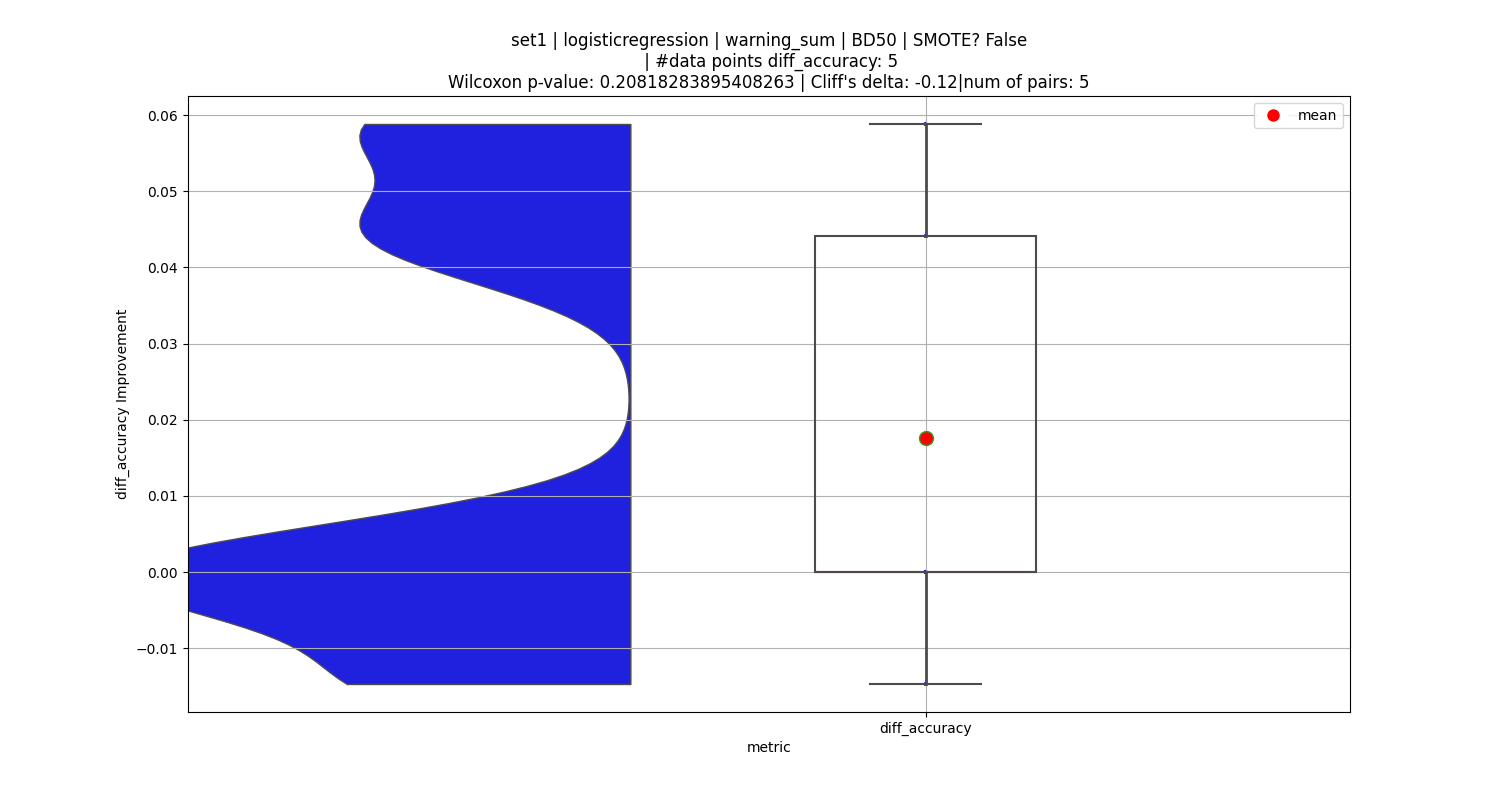 set1 | logisticregression | warning_sum | BD50 | SMOTE? False
| #data points diff_accuracy: 5
Wilcoxon p-value: 0.20818283895408263 | Cliff's delta: -0.12|num of pairs: 5
mean
0.06
0.05
0.04
0.03
0.02
0.01
0.00
−0.01
diff_accuracy Improvement
diff_accuracy
metric